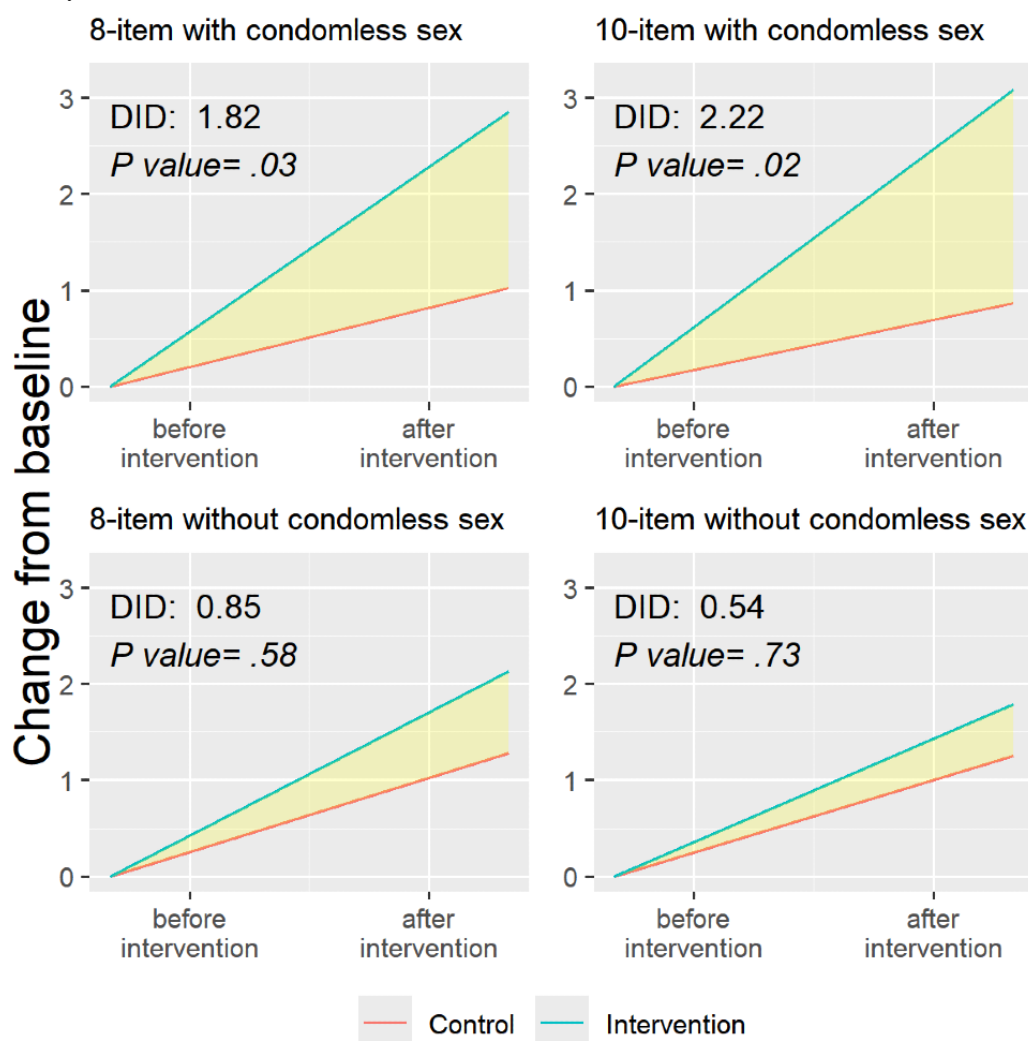 8-item with condomless sex
10-item with condomless sex
3
2
1
0
DID: 1.82
P value= .03
DID: 2.22
P value= .02
3
2
1
0
before
intervention
after
intervention
before
intervention
after
intervention
Change from baseline
8-item without condomless sex
10-item without condomless sex
3
2
1
0
DID: 0.85
P value= .58
DID: 0.54
P value= .73
3
2
1
0
before
intervention
after
intervention
before
intervention
after
intervention
Control
Intervention